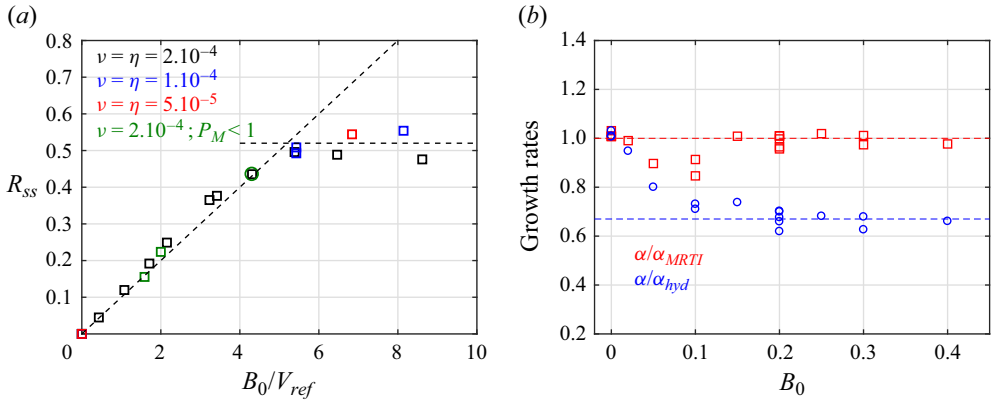 (a)
0.8
0.7
0.6
0.5
0.4
0.3
0.2
0.1
0
2
4
6
8
10
R_ss
B_0/V_ref
ν = η = 2.10^{-4}
ν = η = 1.10^{-4}
ν = η = 5.10^{-5}
ν = 2.10^{-4} ; P_M < 1
(b)
1.4
1.2
1.0
0.8
0.6
0.4
0.2
0
0.1
0.2
0.3
0.4
Growth rates
B_0
α/α_MRTI
α/α_hyd